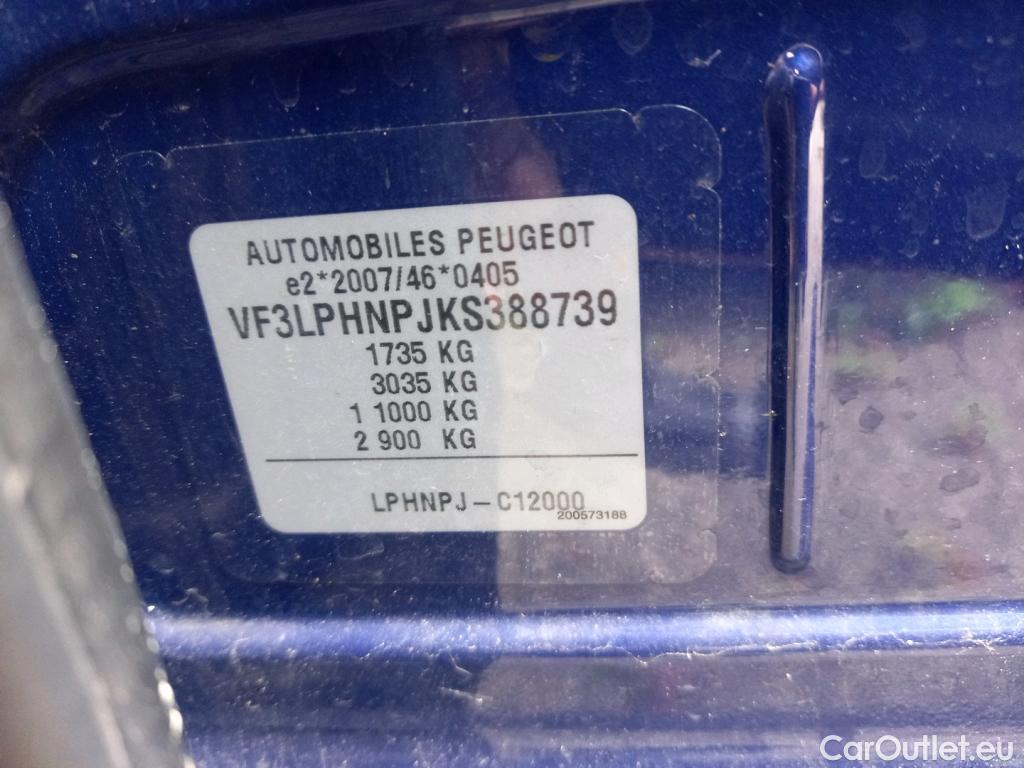 AUTOMOBILES PEUGEOT
e2*2007/46*0405
VF3LPHNPJKS388739
1735 KG
3035 KG
1 1000 KG
2 900 KG
LPHNPJ-C12000
200573188
CarOutlet.eu